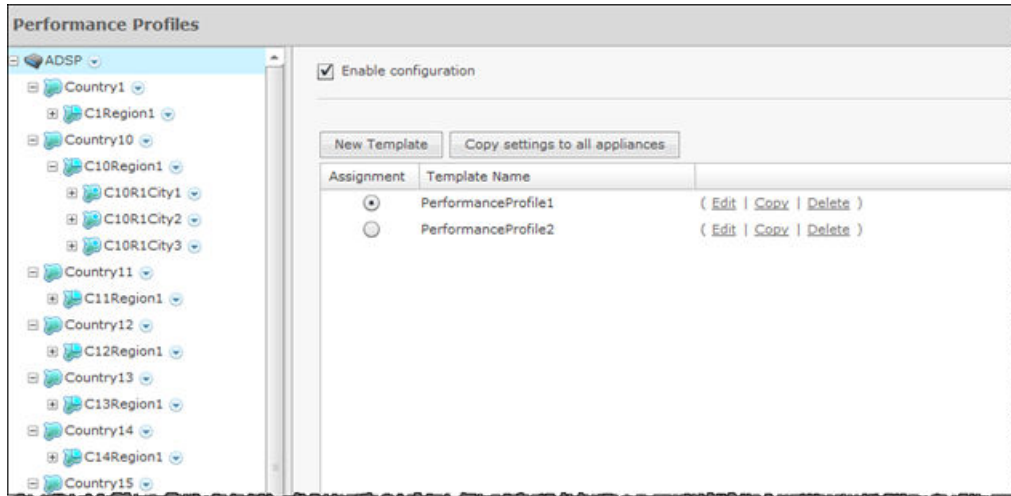 Performance Profiles
ADSP
Country1
C1Region1
Country10
C10Region1
C10R1City1
C10R1City2
C10R1City3
Country11
C11Region1
Country12
C12Region1
Country13
C13Region1
Country14
C14Region1
Country15
Enable configuration
New Template Copy settings to all appliances
Assignment Template Name
PerformanceProfile1 ( Edit | Copy | Delete )
PerformanceProfile2 ( Edit | Copy | Delete )